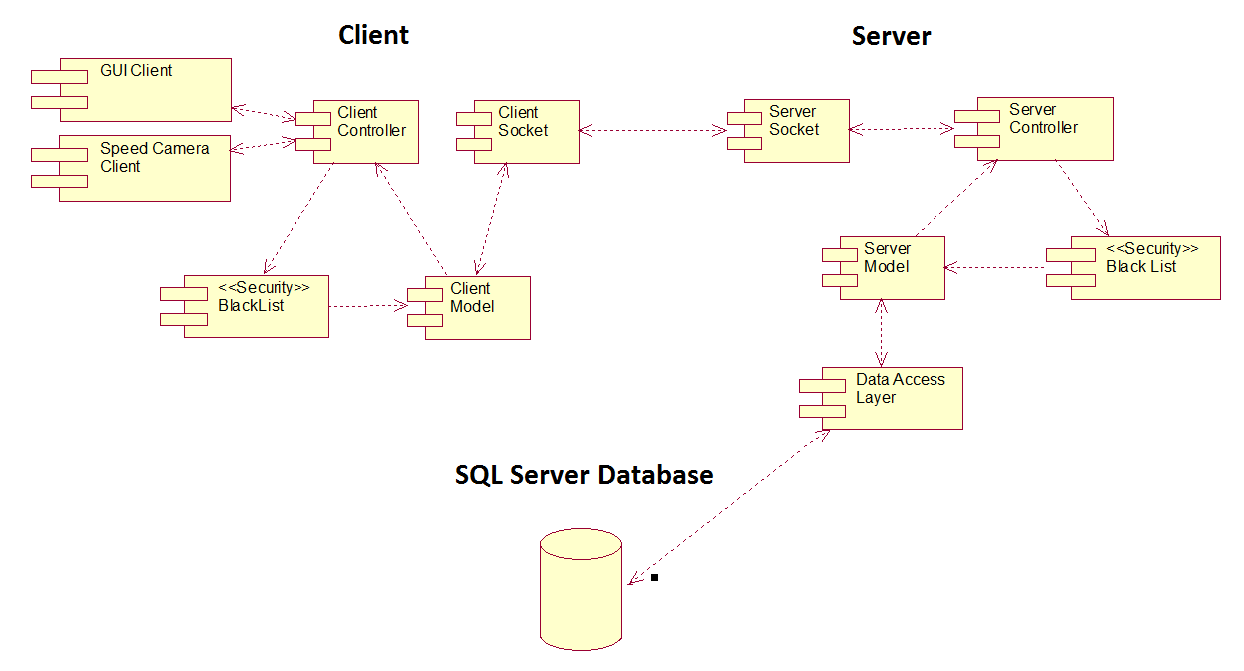 Client
Server
GUI Client
Speed Camera
Client
Client
Controller
Client
Socket
Server
Socket
Server
Controller
<<Security>>
BlackList
Client
Model
Server
Model
<<Security>>
Black List
Data Access
Layer
SQL Server Database